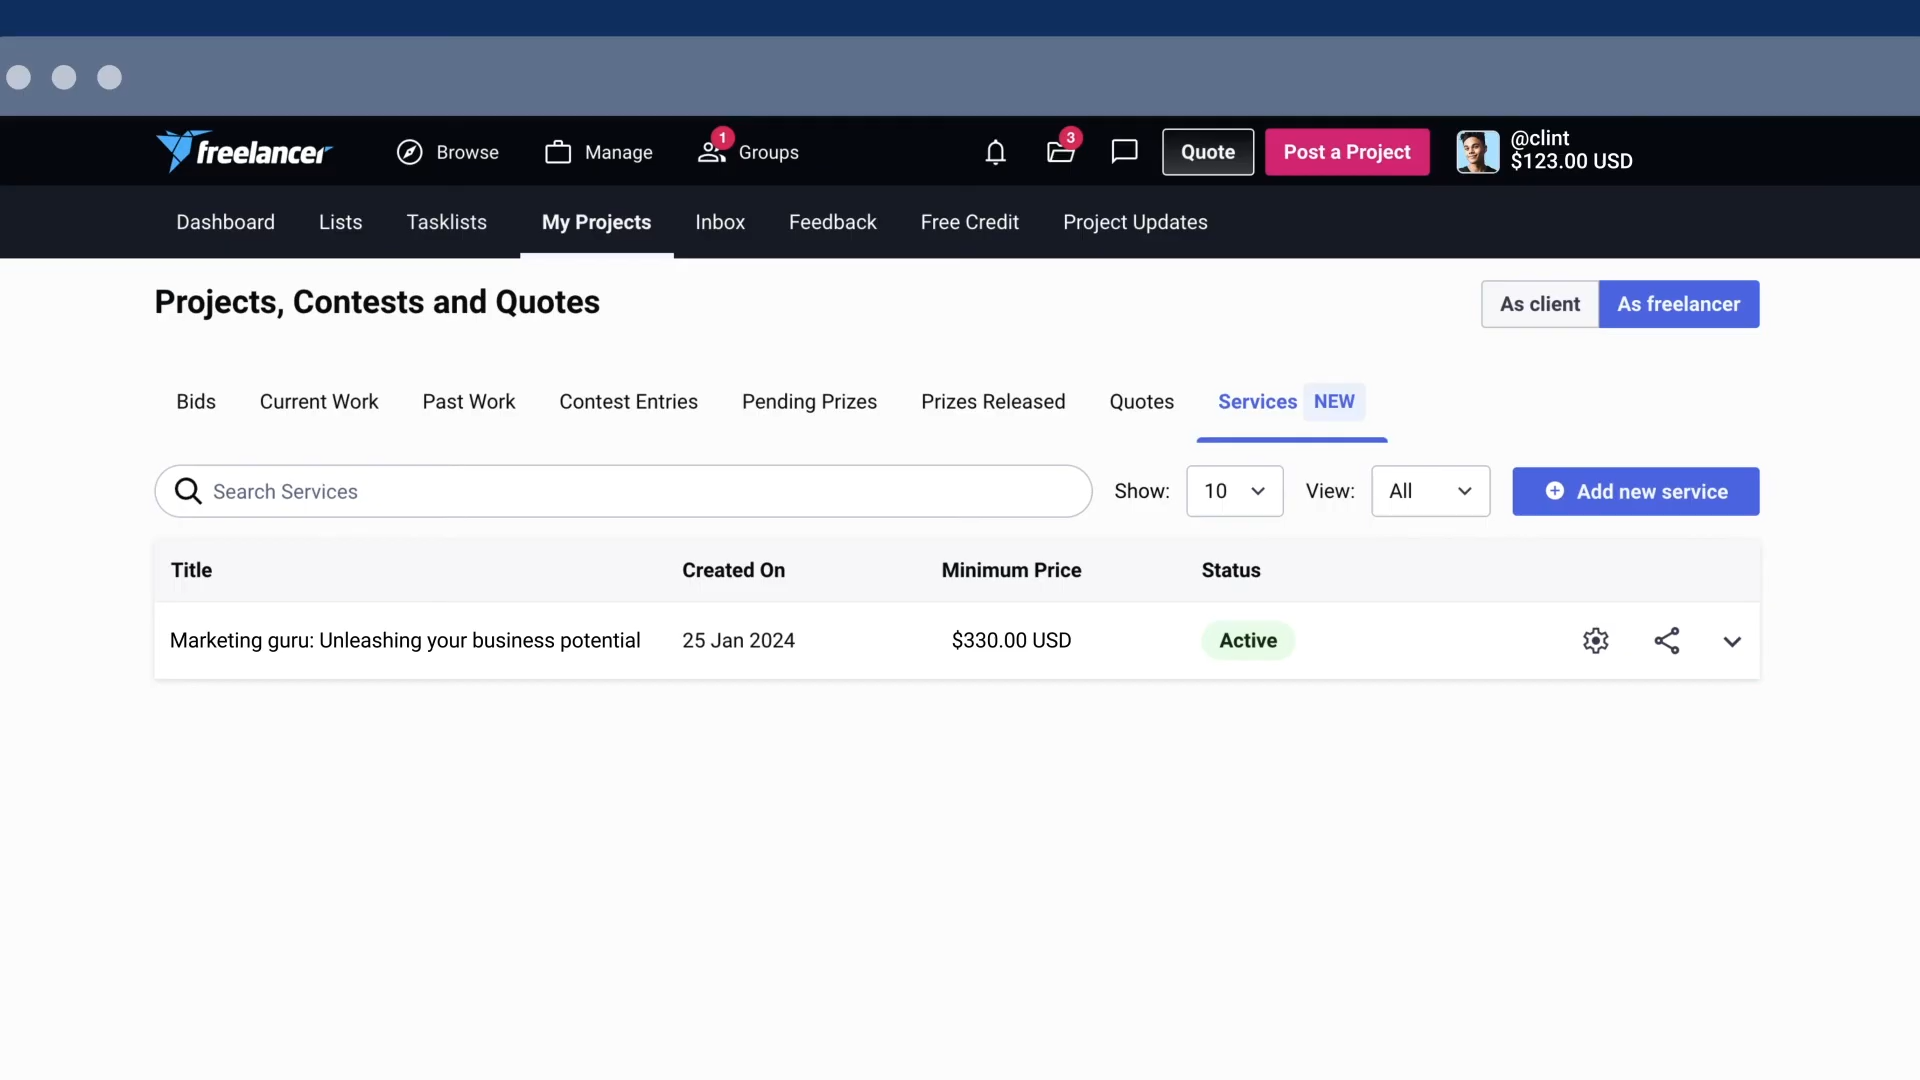 freelancer Browse Manage 1 Groups 3 Quote Post a Project @clint
$123.00 USD
Dashboard Lists Tasklists My Projects Inbox Feedback Free Credit Project Updates
Projects, Contests and Quotes As client As freelancer
Bids Current Work Past Work Contest Entries Pending Prizes Prizes Released Quotes Services NEW
Search Services Show: 10 View: All Add new service
Title Created On Minimum Price Status
Marketing guru: Unleashing your business potential 25 Jan 2024 $330.00 USD Active